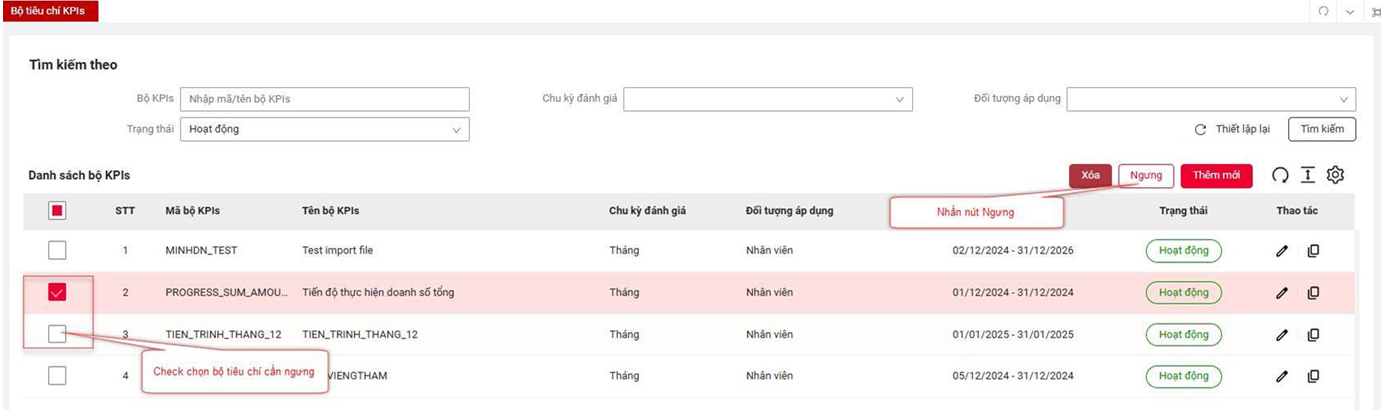 Bộ tiêu chí KPIs
Tìm kiếm theo
Bộ KPIs Nhập mã/tên bộ KPIs Chu kỳ đánh giá Đối tượng áp dụng
Trạng thái Hoạt động Thiết lập lại Tìm kiếm
Danh sách bộ KPIs Xóa Ngưng Thêm mới
Nhấn nút Ngưng
STT Mã bộ KPIs Tên bộ KPIs Chu kỳ đánh giá Đối tượng áp dụng Trạng thái Thao tác
1 MINHDN_TEST Test import file Tháng Nhân viên 02/12/2024 - 31/12/2026 Hoạt động
2 PROGRESS_SUM_AMOU... Tiến độ thực hiện doanh số tổng Tháng Nhân viên 01/12/2024 - 31/12/2024 Hoạt động
3 TIEN_TRINH_THANG_12 TIEN_TRINH_THANG_12 Tháng Nhân viên 01/01/2025 - 31/01/2025 Hoạt động
Check chọn bộ tiêu chí cần ngưng
4 VIENGTHAM Tháng Nhân viên 05/12/2024 - 31/12/2024 Hoạt động